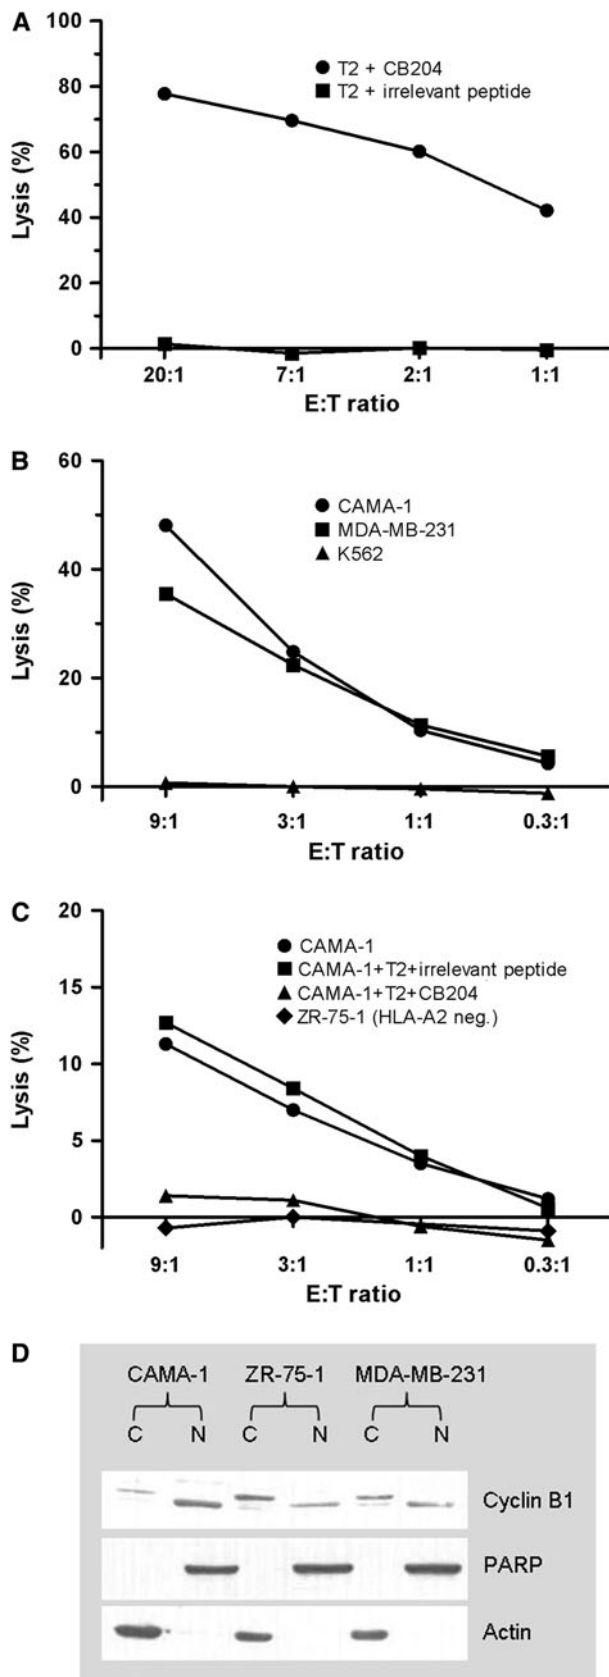 A
100
80
60
40
20
0
Lysis (%)
T2 + CB204
T2 + irrelevant peptide
20:1 7:1 2:1 1:1
E:T ratio
B
60
40
20
0
Lysis (%)
CAMA-1
MDA-MB-231
K562
9:1 3:1 1:1 0.3:1
E:T ratio
C
20
15
10
5
0
Lysis (%)
CAMA-1
CAMA-1+T2+irrelevant peptide
CAMA-1+T2+CB204
ZR-75-1 (HLA-A2 neg.)
9:1 3:1 1:1 0.3:1
E:T ratio
D
CAMA-1 ZR-75-1 MDA-MB-231
C N C N C N
Cyclin B1
PARP
Actin